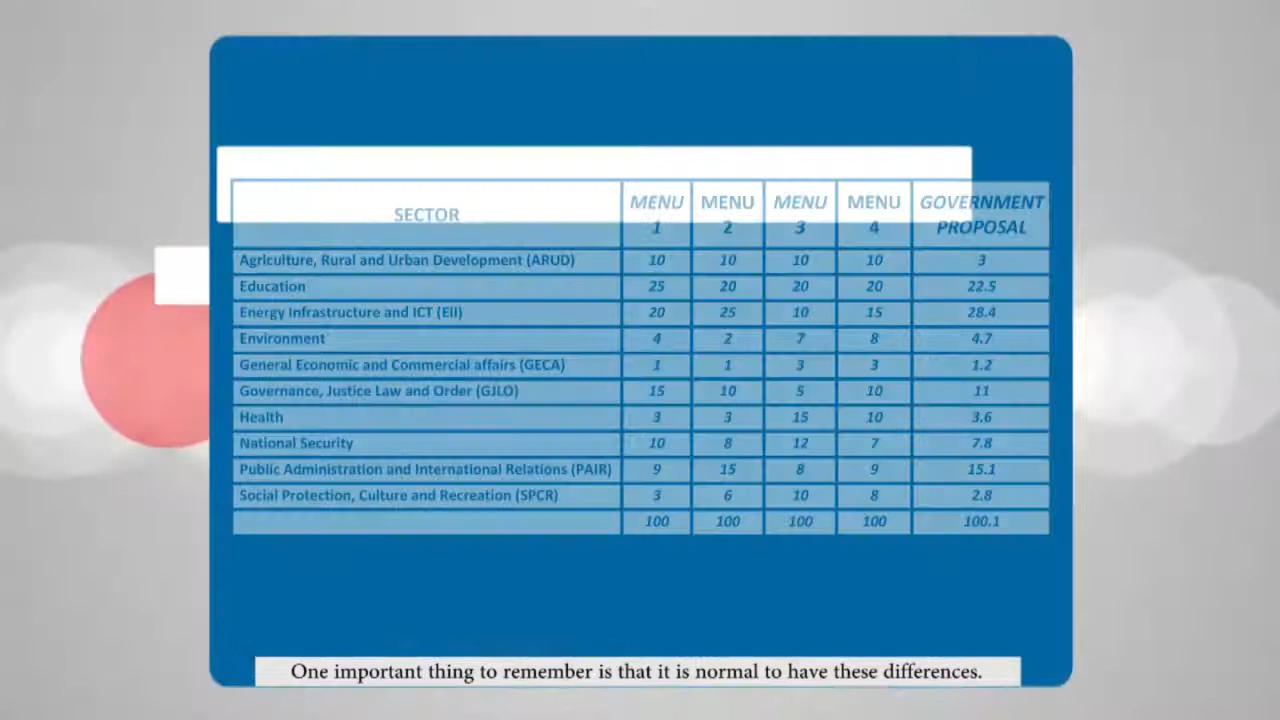 SECTOR MENU 1 MENU 2 MENU 3 MENU 4 GOVERNMENT PROPOSAL
Agriculture, Rural and Urban Development (ARUD) 10 10 10 10 3
Education 25 20 20 20 22.5
Energy Infrastructure and ICT (EII) 20 25 10 15 28.4
Environment 4 2 7 8 4.7
General Economic and Commercial affairs (GECA) 1 1 3 3 1.2
Governance, Justice Law and Order (GJLO) 15 10 5 10 11
Health 3 3 15 10 3.6
National Security 10 8 12 7 7.8
Public Administration and International Relations (PAIR) 9 15 8 9 15.1
Social Protection, Culture and Recreation (SPCR) 3 6 10 8 2.8
100 100 100 100 100.1
One important thing to remember is that it is normal to have these differences.